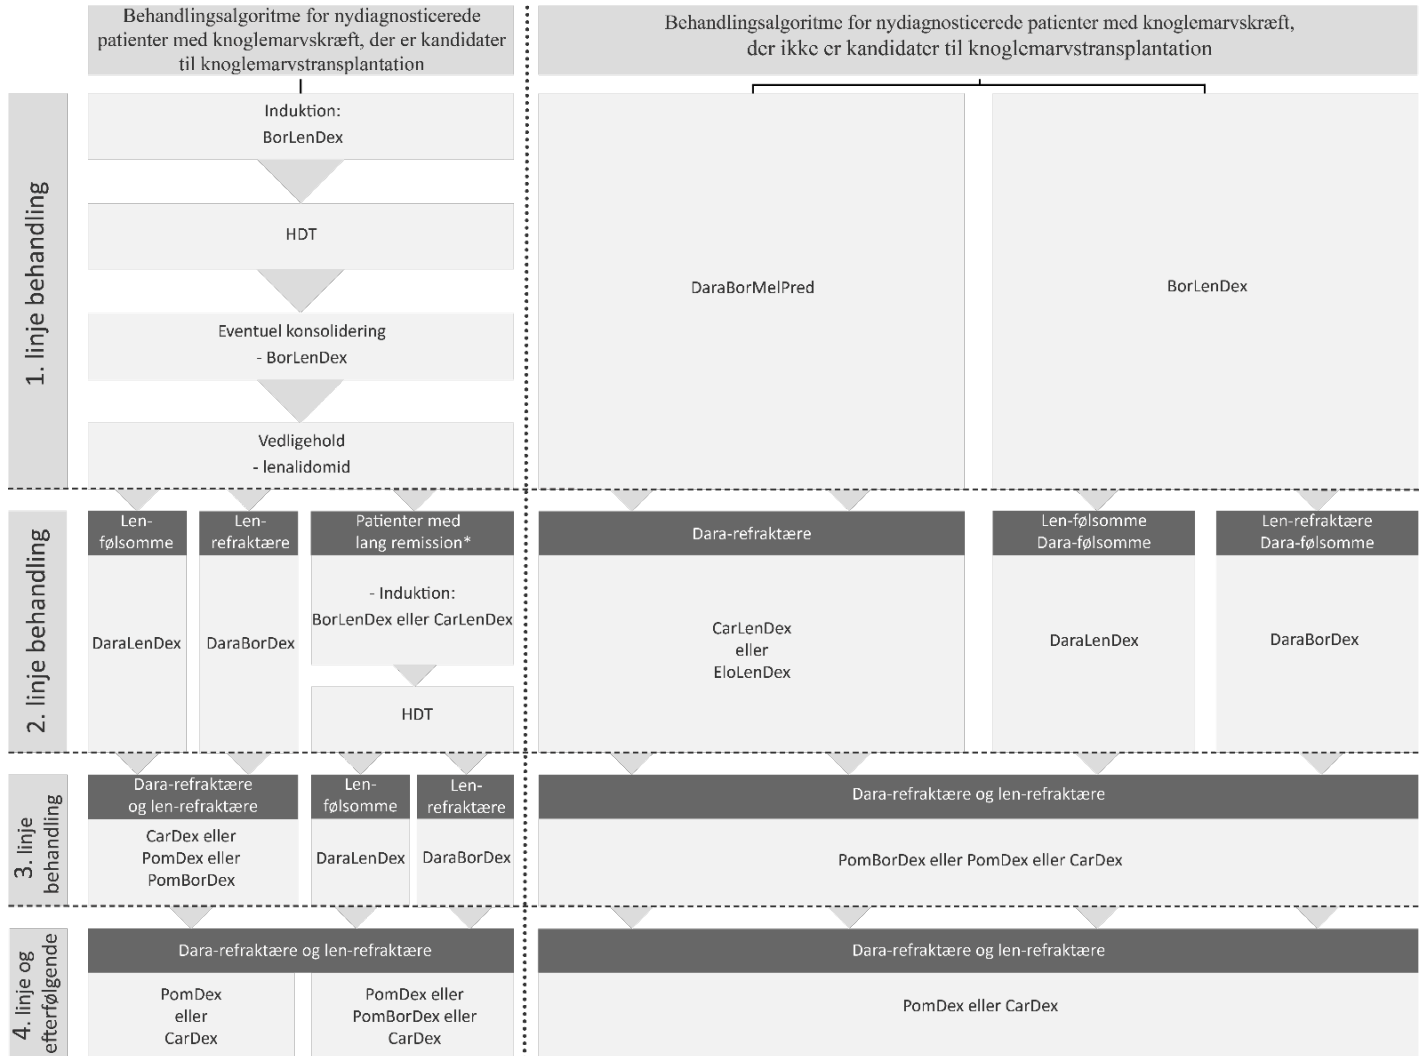 Behandlingsalgoritme for nydiagnosticerede
patienter med knoglemarvskræft, der er kandidater
til knoglemarvstransplantation
Behandlingsalgoritme for nydiagnosticerede patienter med knoglemarvskræft,
der ikke er kandidater til knoglemarvstransplantation
1. linje behandling
Induktion:
BorLenDex
HDT
Eventuel konsolidering
- BorLenDex
Vedligehold
- lenalidomid
DaraBorMelPred
BorLenDex
2. linje behandling
Len-
følsomme
DaraLenDex
Len-
refraktære
DaraBorDex
Patienter med
lang remission*
- Induktion:
BorLenDex eller CarLenDex
HDT
Dara-refraktære
CarLenDex
eller
EloLenDex
Len-følsomme
Dara-følsomme
DaraLenDex
Len-refraktære
Dara-følsomme
DaraBorDex
3. linje
behandling
Dara-refraktære
og len-refraktære
CarDex eller
PomDex eller
PomBorDex
Len-
følsomme
DaraLenDex
Len-
refraktære
DaraBorDex
Dara-refraktære og len-refraktære
PomBorDex eller PomDex eller CarDex
4. linje og
efterfølgende
Dara-refraktære og len-refraktære
PomDex
eller
CarDex
PomDex eller
PomBorDex eller
CarDex
Dara-refraktære og len-refraktære
PomDex eller CarDex